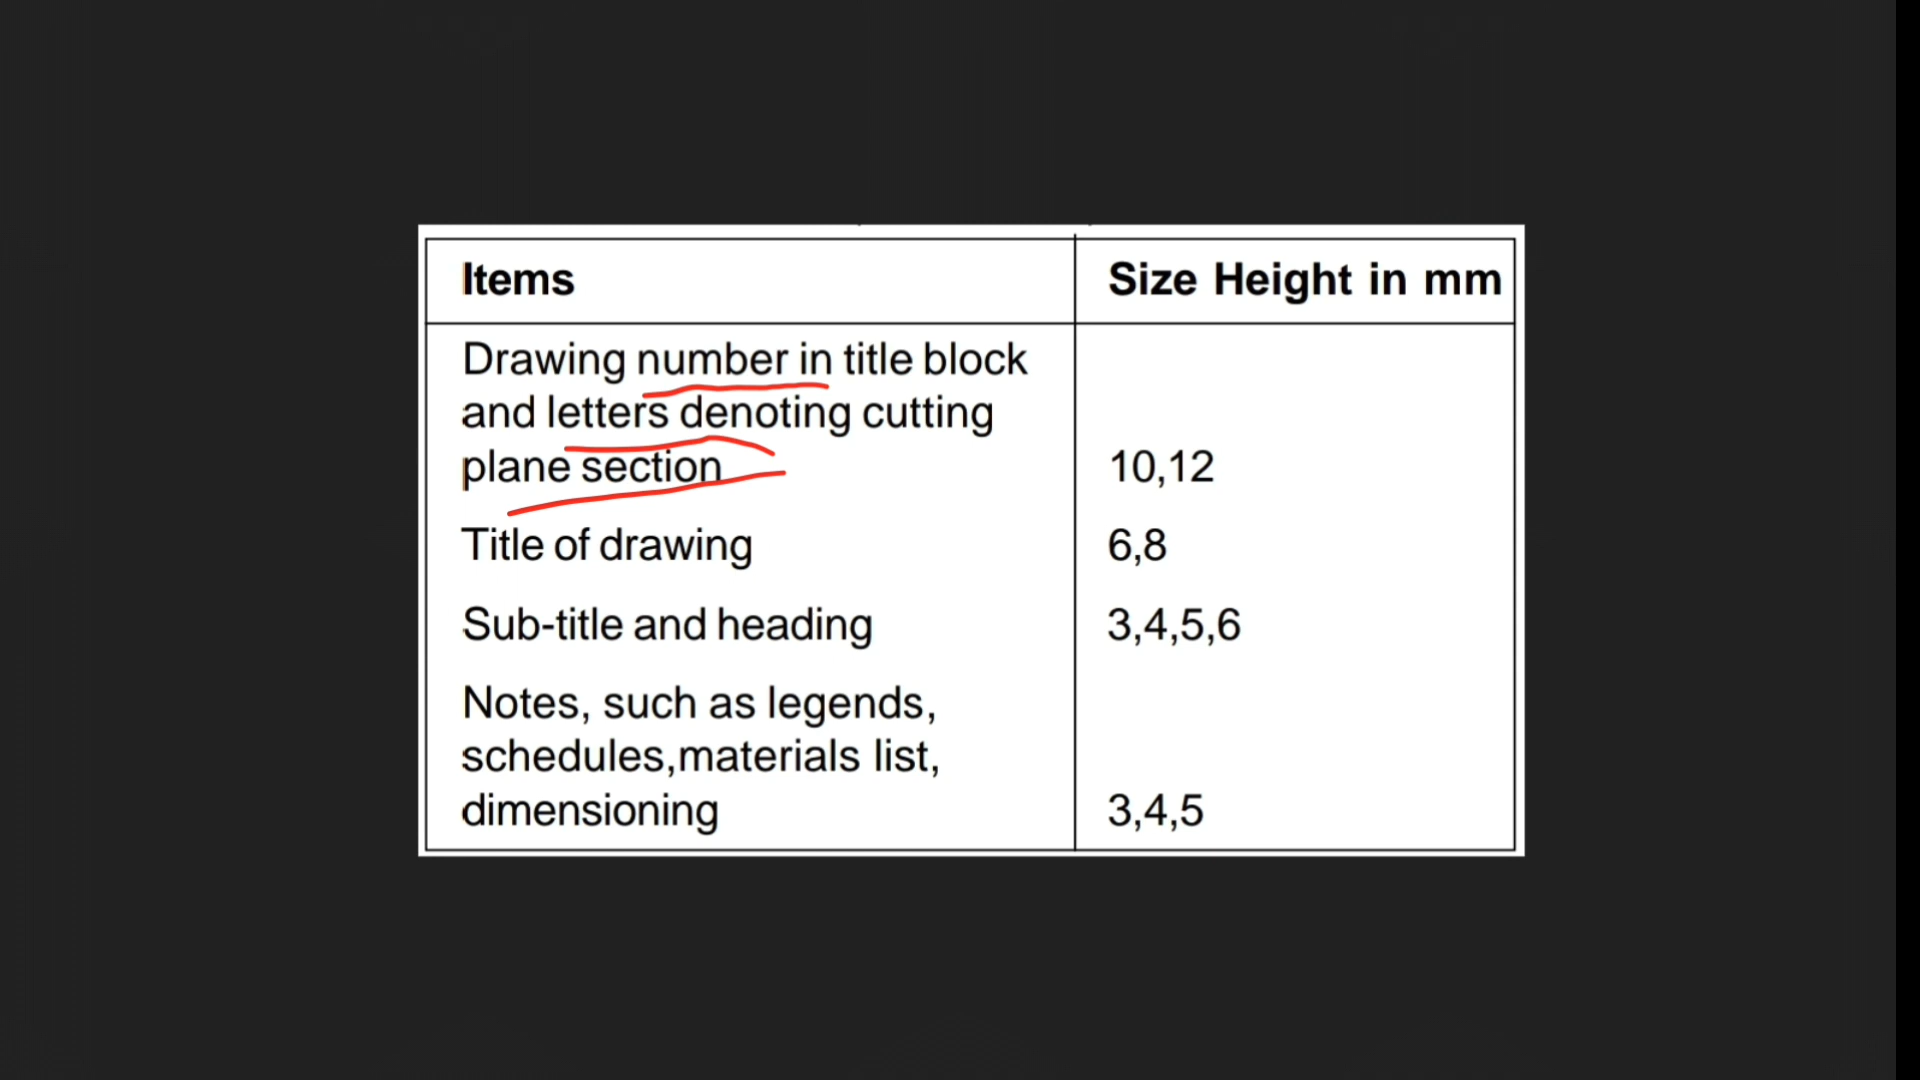 Items
Size Height in mm
Drawing number in title block
and letters denoting cutting
plane section
10,12
Title of drawing
6,8
Sub-title and heading
3,4,5,6
Notes, such as legends,
schedules,materials list,
dimensioning
3,4,5